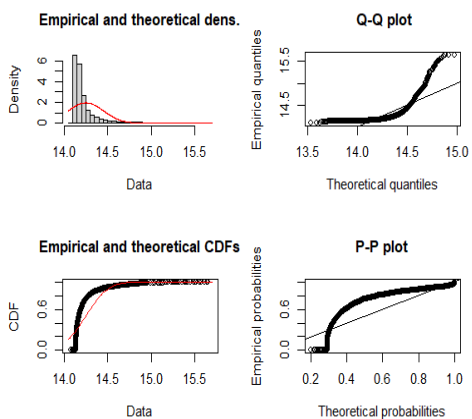 Empirical and theoretical dens.
Density
0 2 4 6
14.0 14.5 15.0 15.5
Data
Q-Q plot
Empirical quantiles
14.5 15.5
13.5 14.0 14.5 15.0
Theoretical quantiles
Empirical and theoretical CDFs
CDF
0.0 0.6
14.0 14.5 15.0 15.5
Data
P-P plot
Empirical probabilities
0.0 0.6
0.2 0.4 0.6 0.8 1.0
Theoretical probabilities